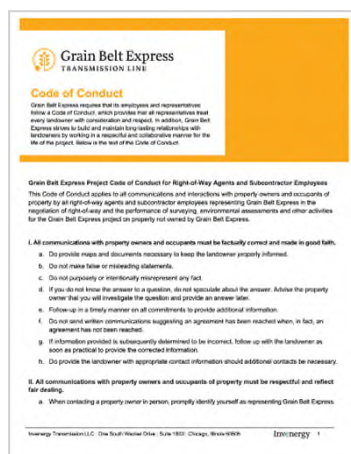 Grain Belt Express
TRANSMISSION LINE
Code of Conduct
Grain Belt Express requires that its employees and representatives
follow a Code of Conduct, which provides that all representatives treat
every landowner with consideration and respect. In addition, Grain Belt
Express strives to build and maintain long-lasting relationships with
landowners by working in a respectful and collaborative manner for the
life of the project. Below is the text of the Code of Conduct.
Grain Belt Express Project Code of Conduct for Right-of-Way Agents and Subcontractor Employees
This Code of Conduct applies to all communications and interactions with property owners and occupants of
property by all right-of-way agents and subcontractor employees representing Grain Belt Express in the
negotiation of right-of-way and the performance of surveying, environmental assessments and other activities
for the Grain Belt Express project on property not owned by Grain Belt Express.
I. All communications with property owners and occupants must be factually correct and made in good faith.
a. Do provide maps and documents necessary to keep the landowner properly informed.
b. Do not make false or misleading statements.
c. Do not purposely or intentionally misrepresent any fact.
d. If you do not know the answer to a question, do not speculate about the answer. Advise the property
owner that you will investigate the question and provide an answer later.
e. Follow-up in a timely manner on all commitments to provide additional information.
f. Do not send written communications suggesting an agreement has been reached when, in fact, an
agreement has not been reached.
g. If information provided is subsequently determined to be incorrect, follow up with the landowner as
soon as practical to provide the corrected information.
h. Do provide the landowner with appropriate contact information should additional contacts be necessary.
II. All communications with property owners and occupants of property must be respectful and reflect
fair dealing.
a. When contacting a property owner in person, promptly identify yourself as representing Grain Belt Express.
Invenergy Transmission LLC | One South Wacker Drive | Suite 1800 | Chicago, Illinois 60606
Invenergy 1